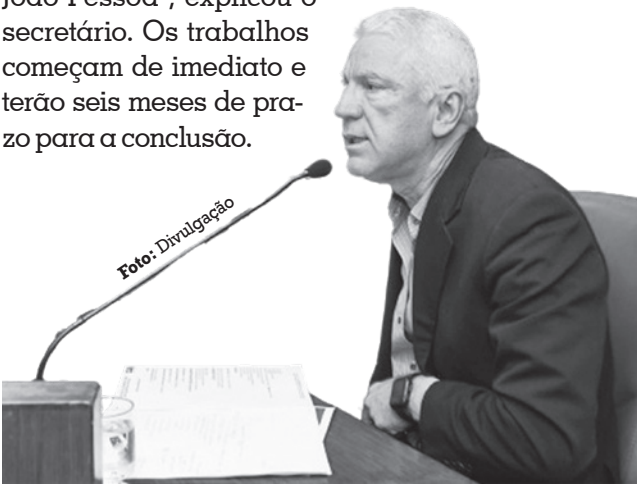 João Pessoa”, explicou o
secretário. Os trabalhos
começam de imediato e
terão seis meses de pra-
zo para a conclusão.
Foto: Divulgação